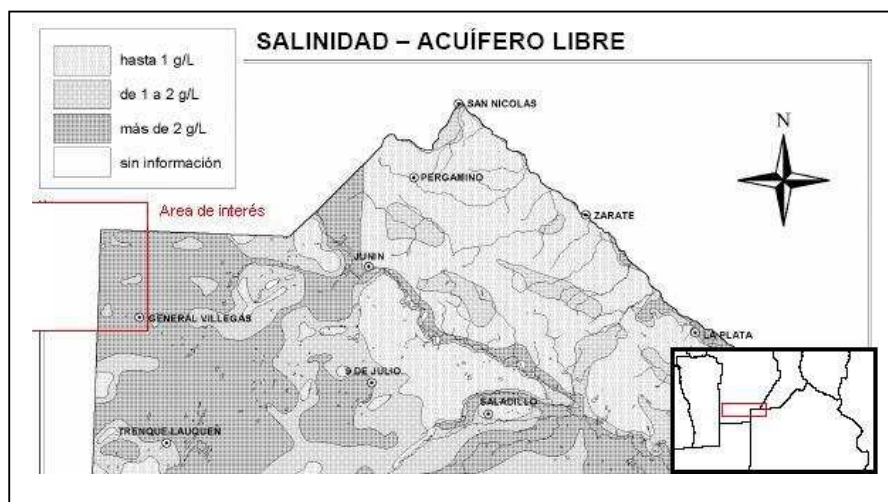 SALINIDAD – ACUÍFERO LIBRE
hasta 1 g/L
de 1 a 2 g/L
más de 2 g/L
sin información
Area de interés
N
SAN NICOLAS
PERGAMINO
ZARATE
JUNIN
GENERAL VILLEGAS
LA PLATA
9 DE JULIO
SALADILLO
TRENQUE LAUQUEN